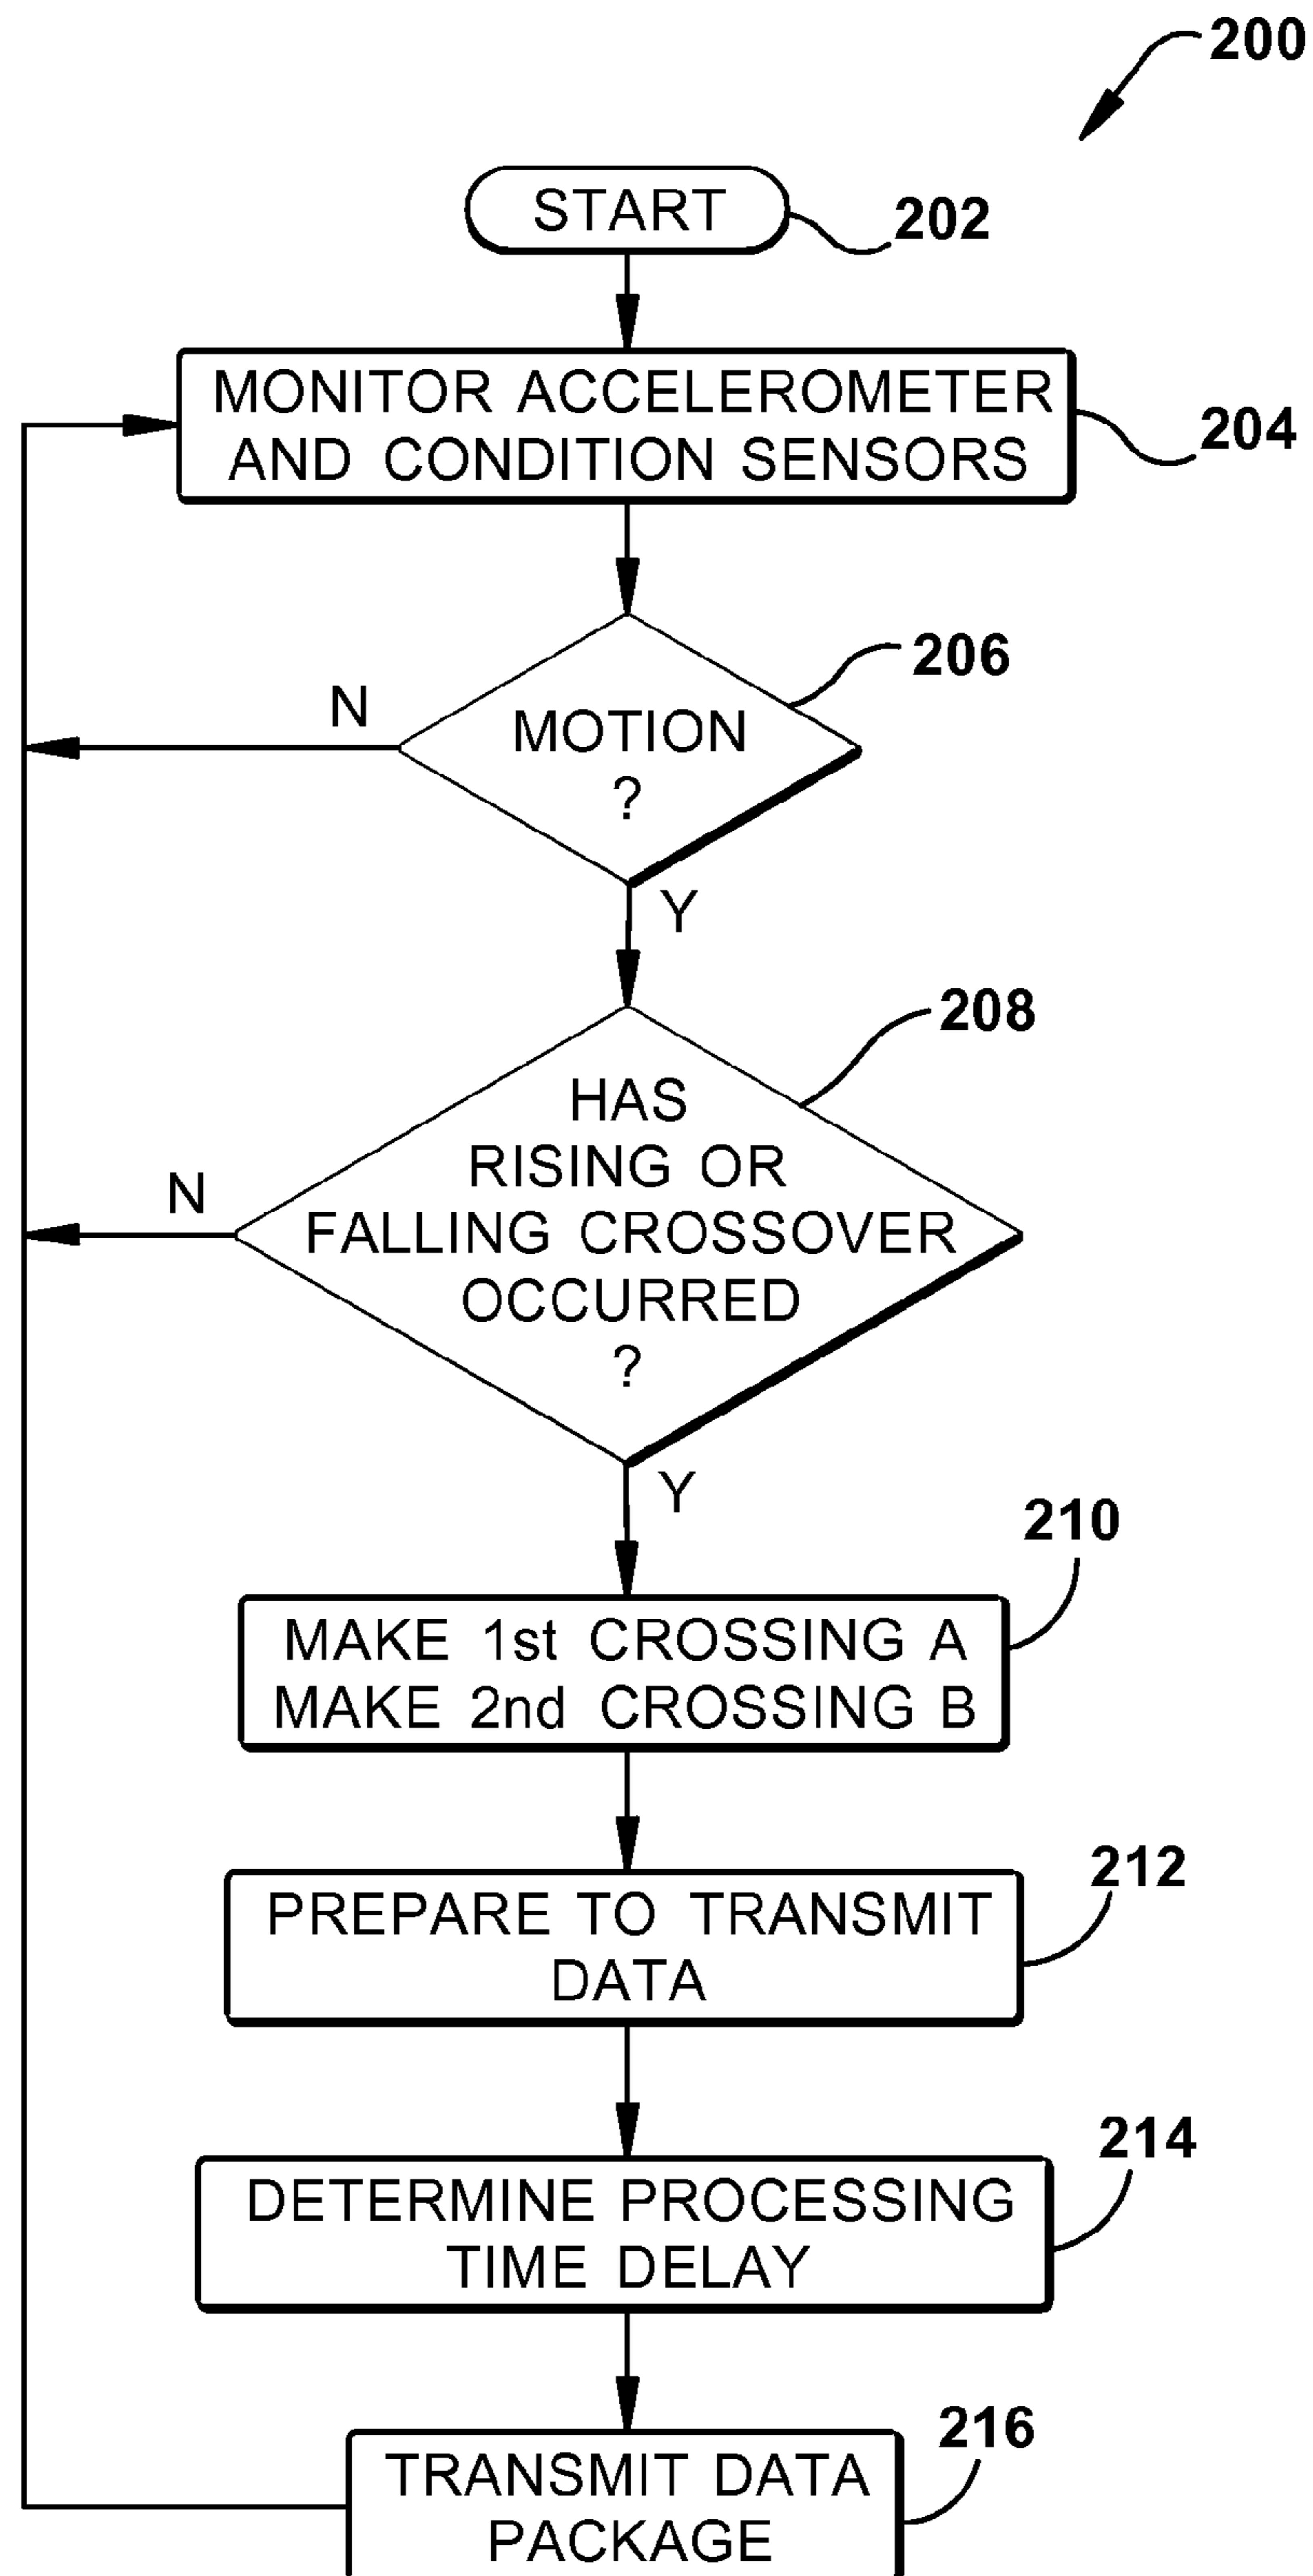 200
START
202
MONITOR ACCELEROMETER
AND CONDITION SENSORS
204
206
N
MOTION
?
Y
208
HAS
RISING OR
N
FALLING CROSSOVER
OCCURRED
?
Y
210
MAKE 1st CROSSING A
MAKE 2nd CROSSING B
212
PREPARE TO TRANSMIT
DATA
214
DETERMINE PROCESSING
TIME DELAY
216
TRANSMIT DATA
PACKAGE